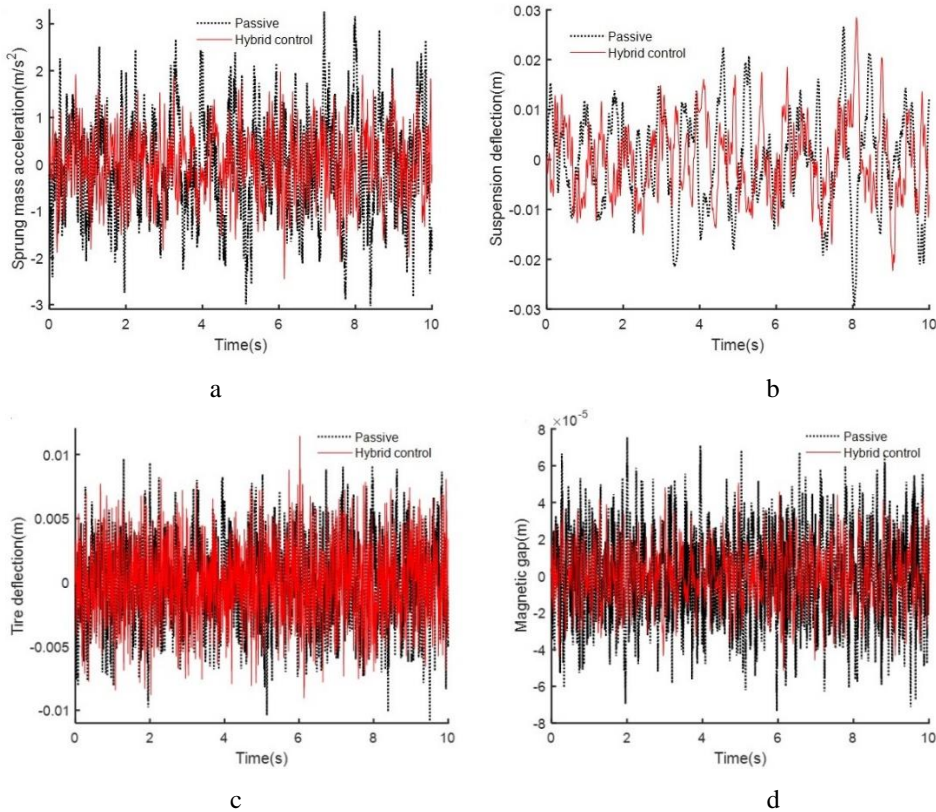 Passive
Hybrid control
Sprung mass acceleration(m/s²)
3
2
1
0
-1
-2
-3
0 2 4 6 8 10
Time(s)
a
Passive
Hybrid control
Suspension deflection(m)
0.03
0.02
0.01
0
-0.01
-0.02
-0.03
0 2 4 6 8 10
Time(s)
b
Passive
Hybrid control
Tire deflection(m)
0.01
0.005
0
-0.005
-0.01
0 2 4 6 8 10
Time(s)
c
×10⁻⁵
Passive
Hybrid control
Magnetic gap(m)
8
6
4
2
0
-2
-4
-6
-8
0 2 4 6 8 10
Time(s)
d